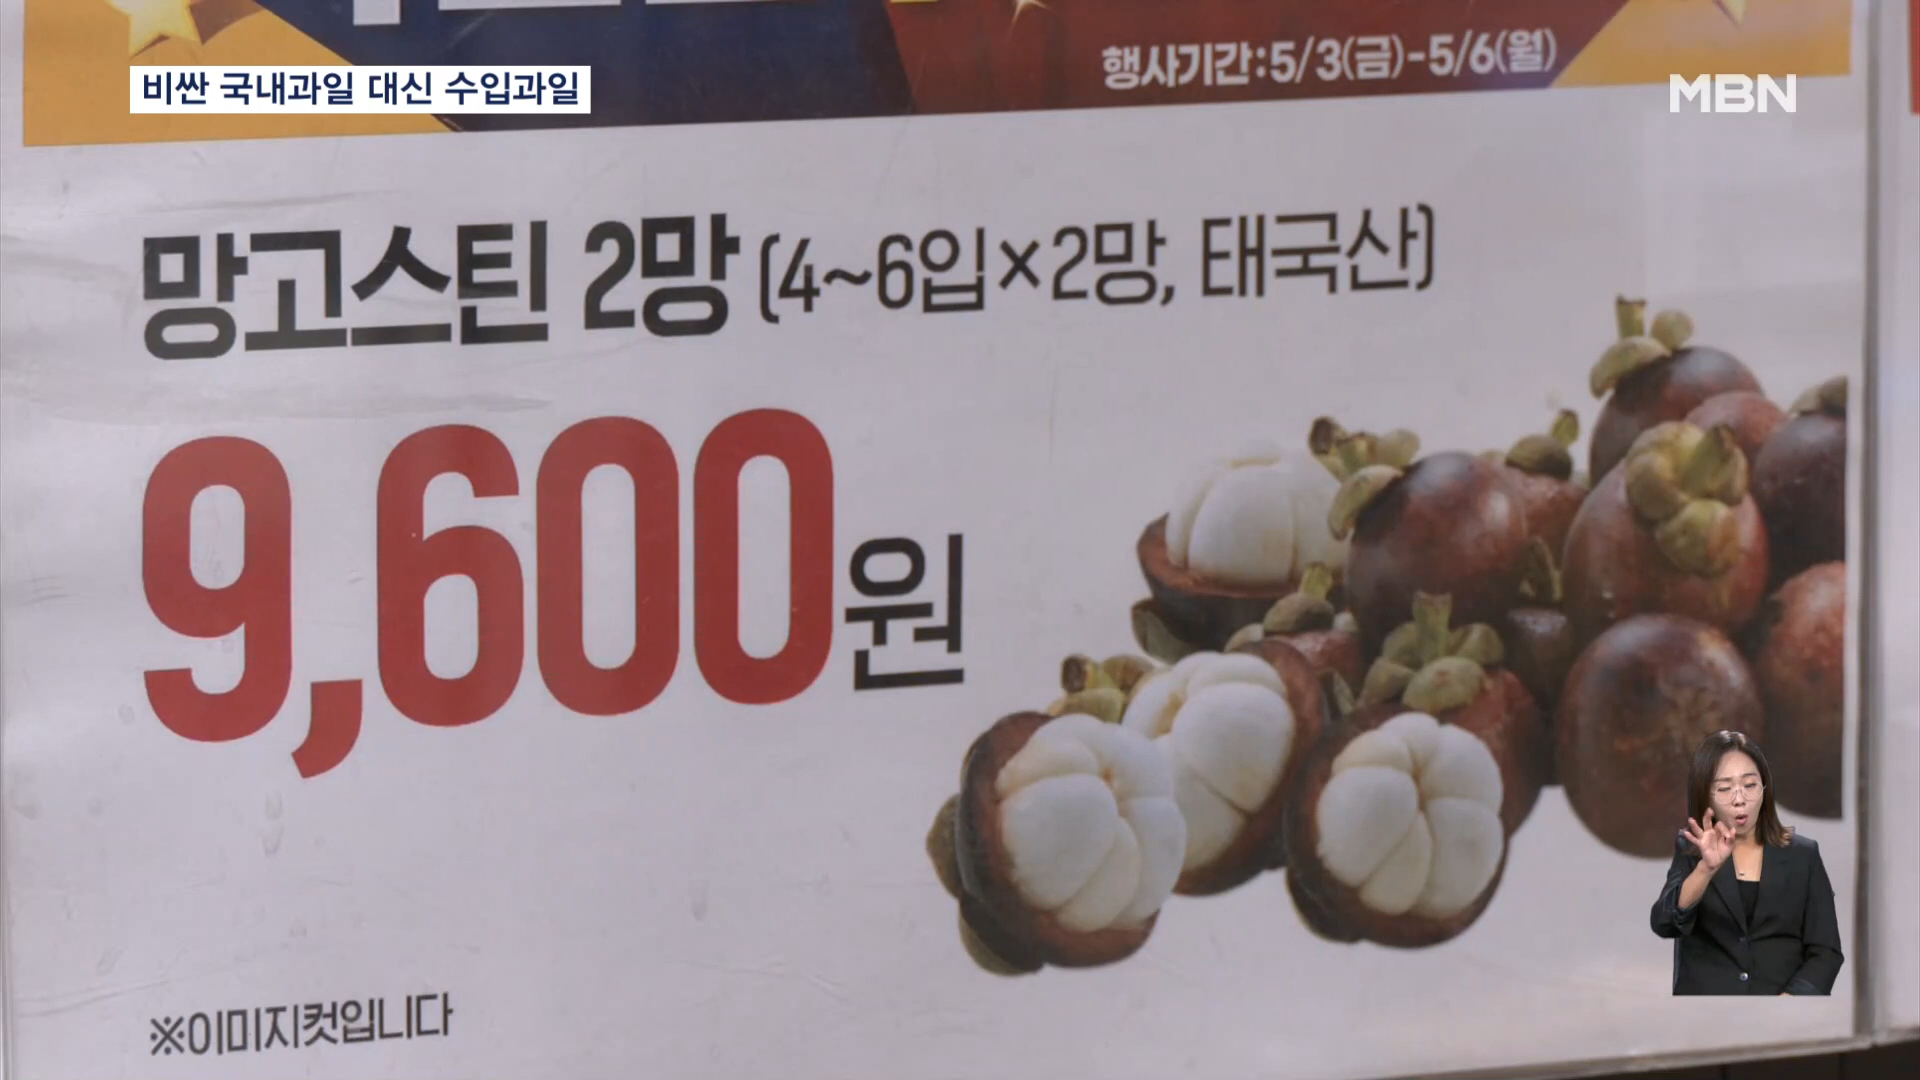 행사기간:5/3(금)-5/6(월)
비싼 국내과일 대신 수입과일
MBN
망고스틴 2망 (4~6입×2망, 태국산)
9,600원
※이미지컷입니다